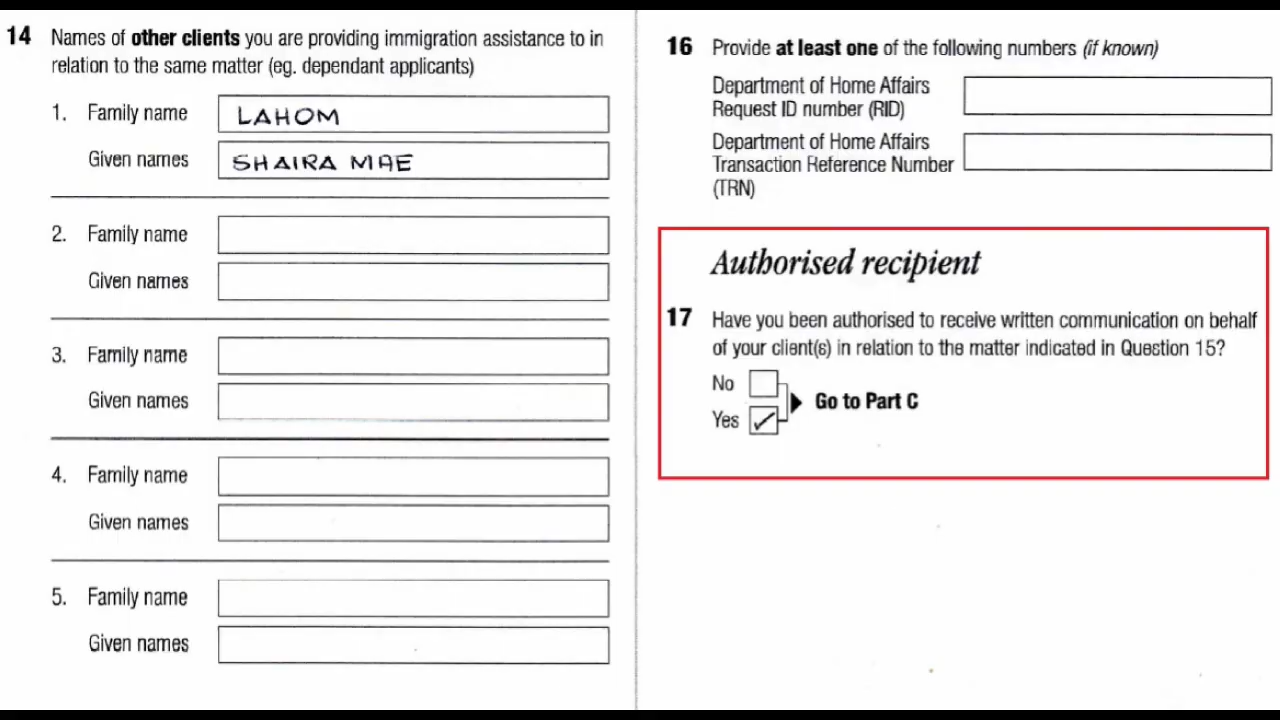 14 Names of other clients you are providing immigration assistance to in
relation to the same matter (eg. dependant applicants)
1. Family name LAHOM
Given names SHAIRA MAE
2. Family name
Given names
3. Family name
Given names
4. Family name
Given names
5. Family name
Given names
16 Provide at least one of the following numbers (if known)
Department of Home Affairs
Request ID number (RID)
Department of Home Affairs
Transaction Reference Number
(TRN)
Authorised recipient
17 Have you been authorised to receive written communication on behalf
of your client(s) in relation to the matter indicated in Question 15?
No
Go to Part C
Yes